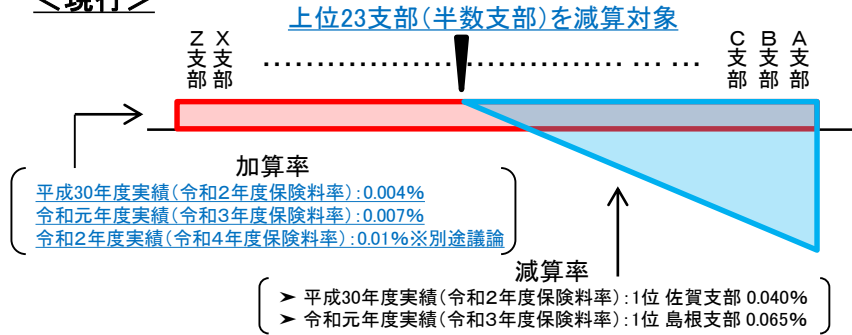 <現行>
上位23支部(半数支部)を減算対象
Z支部 X支部 ……………………………………… … … C支部 B支部 A支部
加算率
平成30年度実績(令和2年度保険料率):0.004%
令和元年度実績(令和3年度保険料率):0.007%
令和2年度実績(令和4年度保険料率):0.01%※別途議論
減算率
➤ 平成30年度実績(令和2年度保険料率):1位 佐賀支部 0.040%
➤ 令和元年度実績(令和3年度保険料率):1位 島根支部 0.065%